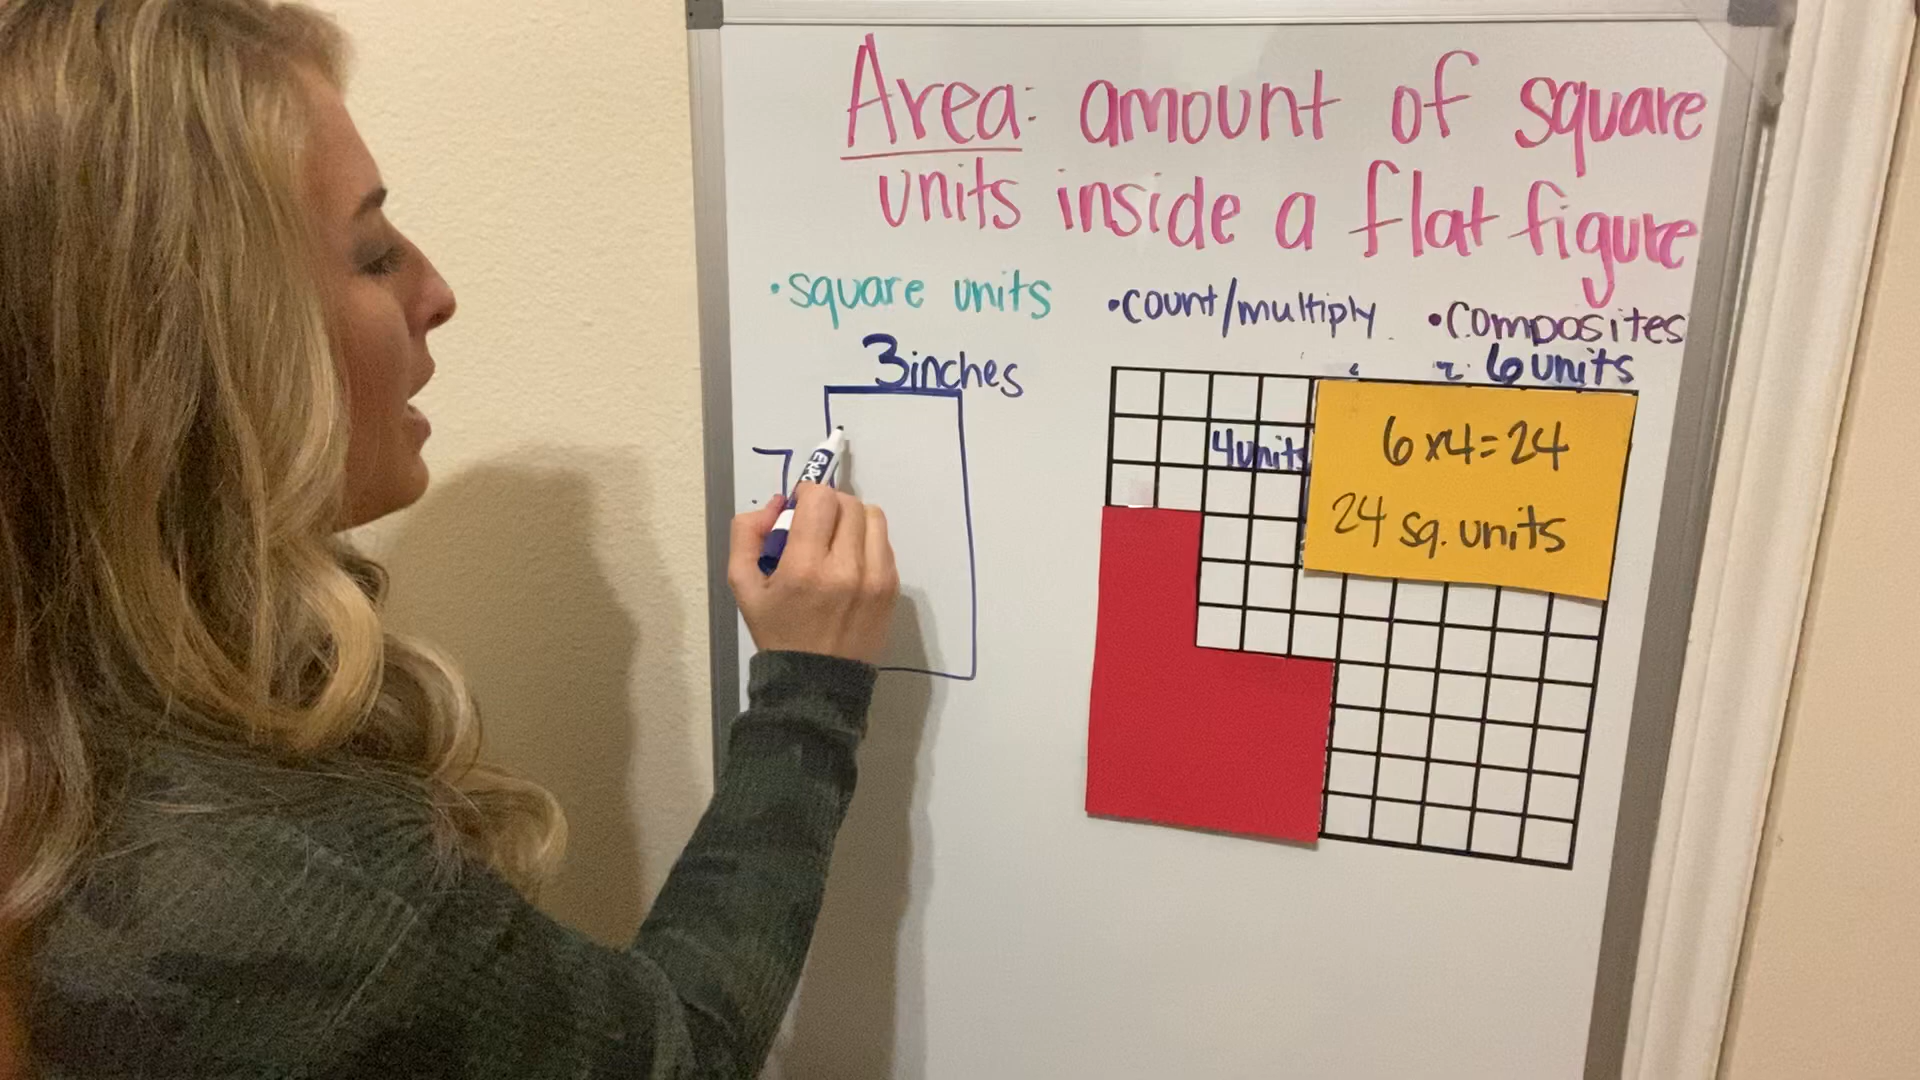 Area: amount of square
units inside a flat figure
• square units
• count/multiply
• composites
3inches
7
6units
4units
6x4=24
24 sq. units
EXPO